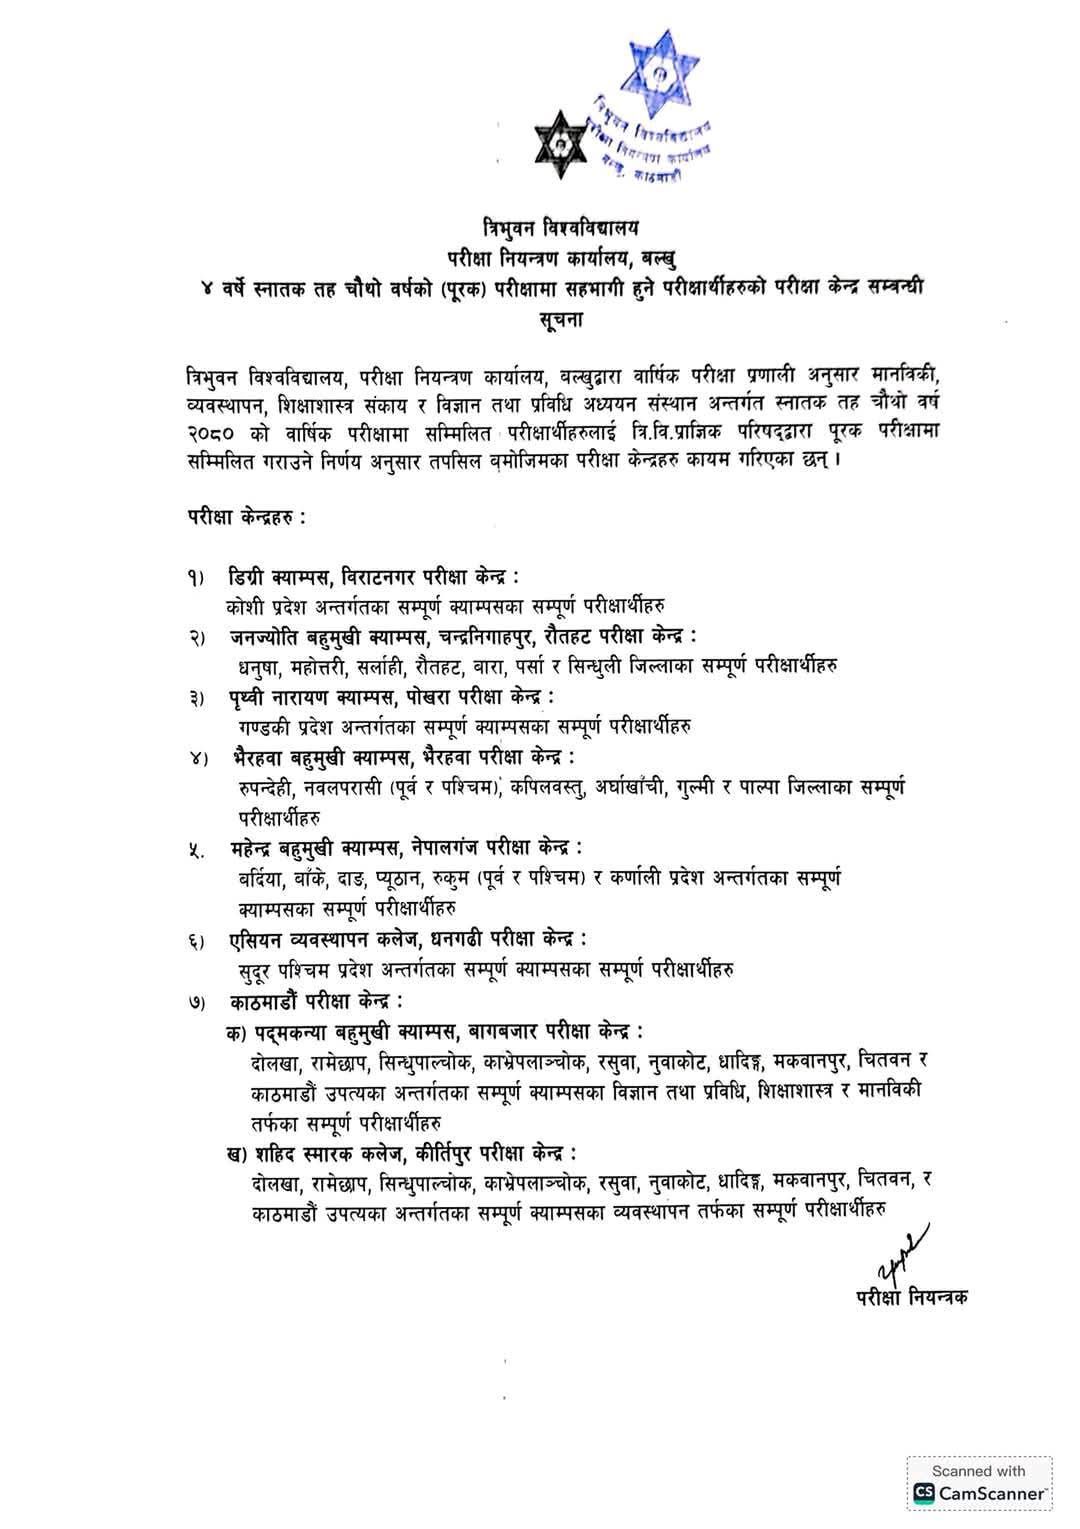 त्रिभुवन विश्वविद्यालय
परीक्षा नियन्त्रण कार्यालय
बल्खु, काठमाडौं
त्रिभुवन विश्वविद्यालय
परीक्षा नियन्त्रण कार्यालय, बल्खु
४ वर्षे स्नातक तह चौथो वर्षको (पूरक) परीक्षामा सहभागी हुने परीक्षार्थीहरुको परीक्षा केन्द्र सम्बन्धी
सूचना
त्रिभुवन विश्वविद्यालय, परीक्षा नियन्त्रण कार्यालय, बल्खुद्वारा वार्षिक परीक्षा प्रणाली अनुसार मानविकी,
व्यवस्थापन, शिक्षाशास्त्र संकाय र विज्ञान तथा प्रविधि अध्ययन संस्थान अन्तर्गत स्नातक तह चौथो वर्ष
२०८० को वार्षिक परीक्षामा सम्मिलित परीक्षार्थीहरुलाई त्रि.वि.प्राज्ञिक परिषद्द्वारा पूरक परीक्षामा
सम्मिलित गराउने निर्णय अनुसार तपसिल बमोजिमका परीक्षा केन्द्रहरु कायम गरिएका छन् ।
परीक्षा केन्द्रहरु :
१) डिग्री क्याम्पस, विराटनगर परीक्षा केन्द्र :
कोशी प्रदेश अन्तर्गतका सम्पूर्ण क्याम्पसका सम्पूर्ण परीक्षार्थीहरु
२) जनज्योति बहुमुखी क्याम्पस, चन्द्रनिगाहपुर, रौतहट परीक्षा केन्द्र :
धनुषा, महोत्तरी, सर्लाही, रौतहट, बारा, पर्सा र सिन्धुली जिल्लाका सम्पूर्ण परीक्षार्थीहरु
३) पृथ्वी नारायण क्याम्पस, पोखरा परीक्षा केन्द्र :
गण्डकी प्रदेश अन्तर्गतका सम्पूर्ण क्याम्पसका सम्पूर्ण परीक्षार्थीहरु
४) भैरहवा बहुमुखी क्याम्पस, भैरहवा परीक्षा केन्द्र :
रुपन्देही, नवलपरासी (पूर्व र पश्चिम), कपिलवस्तु, अर्घाखाँची, गुल्मी र पाल्पा जिल्लाका सम्पूर्ण
परीक्षार्थीहरु
५. महेन्द्र बहुमुखी क्याम्पस, नेपालगंज परीक्षा केन्द्र :
बर्दिया, बाँके, दाङ, प्यूठान, रुकुम (पूर्व र पश्चिम) र कर्णाली प्रदेश अन्तर्गतका सम्पूर्ण
क्याम्पसका सम्पूर्ण परीक्षार्थीहरु
६) एसियन व्यवस्थापन कलेज, धनगढी परीक्षा केन्द्र :
सुदूर पश्चिम प्रदेश अन्तर्गतका सम्पूर्ण क्याम्पसका सम्पूर्ण परीक्षार्थीहरु
७) काठमाडौं परीक्षा केन्द्र :
क) पद्मकन्या बहुमुखी क्याम्पस, बागबजार परीक्षा केन्द्र :
दोलखा, रामेछाप, सिन्धुपाल्चोक, काभ्रेपलाञ्चोक, रसुवा, नुवाकोट, धादिङ्ग, मकवानपुर, चितवन र
काठमाडौं उपत्यका अन्तर्गतका सम्पूर्ण क्याम्पसका विज्ञान तथा प्रविधि, शिक्षाशास्त्र र मानविकी
तर्फका सम्पूर्ण परीक्षार्थीहरु
ख) शहिद स्मारक कलेज, कीर्तिपुर परीक्षा केन्द्र :
दोलखा, रामेछाप, सिन्धुपाल्चोक, काभ्रेपलाञ्चोक, रसुवा, नुवाकोट, धादिङ्ग, मकवानपुर, चितवन, र
काठमाडौं उपत्यका अन्तर्गतका सम्पूर्ण क्याम्पसका व्यवस्थापन तर्फका सम्पूर्ण परीक्षार्थीहरु
परीक्षा नियन्त्रक
Scanned with
CS CamScanner